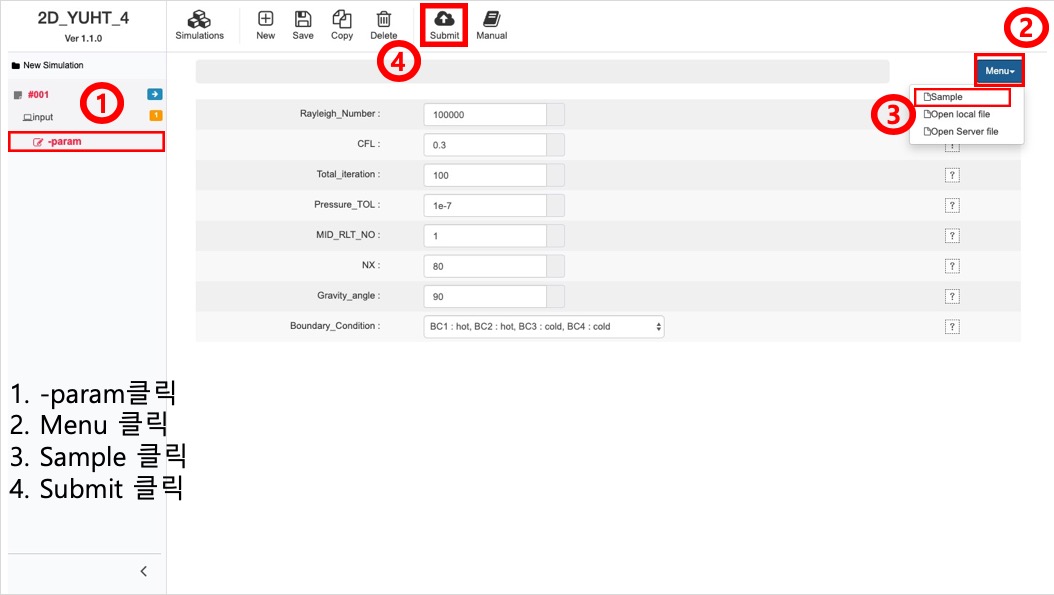 2D_YUHT_4
Ver 1.1.0
Simulations
New
Save
Copy
Delete
Submit
Manual
2
4
New Simulation
Menu
#001
1
input
1
-param
3
Sample
Open local file
Open Server file
Rayleigh_Number :
100000
CFL :
0.3
?
Total_iteration :
100
?
Pressure_TOL :
1e-7
?
MID_RLT_NO :
1
?
NX :
80
?
Gravity_angle :
90
?
Boundary_Condition :
BC1 : hot, BC2 : hot, BC3 : cold, BC4 : cold
?
1. -param클릭
2. Menu 클릭
3. Sample 클릭
4. Submit 클릭